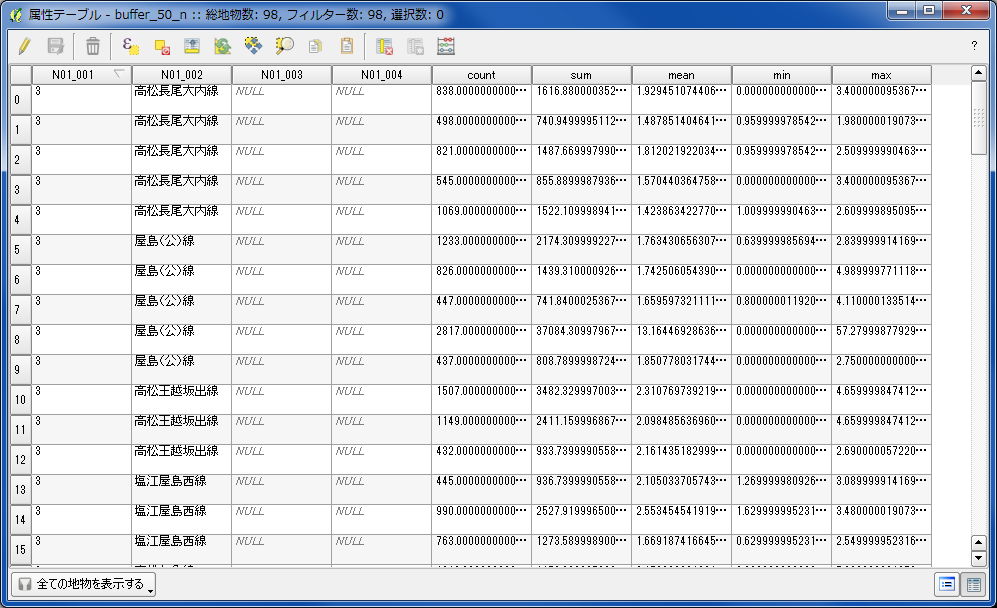 属性テーブル - buffer_50_n :: 総地物数: 98, フィルター数: 98, 選択数: 0
?
N01_001 N01_002 N01_003 N01_004 count sum mean min max
0 3 高松長尾大内線 NULL NULL 838.0000000000… 1616.880000352… 1.929451074406… 0.000000000000… 3.400000095367…
1 3 高松長尾大内線 NULL NULL 498.0000000000… 740.9499995112… 1.487851404641… 0.959999978542… 1.980000019073…
2 3 高松長尾大内線 NULL NULL 821.0000000000… 1487.669997990… 1.812021922034… 0.959999978542… 2.509999990463…
3 3 高松長尾大内線 NULL NULL 545.0000000000… 855.8899987936… 1.570440364758… 0.000000000000… 3.400000095367…
4 3 高松長尾大内線 NULL NULL 1069.000000000… 1522.109998941… 1.423863422770… 1.009999990463… 2.609999895095…
5 3 屋島(公)線 NULL NULL 1233.000000000… 2174.309999227… 1.763430656307… 0.639999985694… 2.839999914169…
6 3 屋島(公)線 NULL NULL 826.0000000000… 1439.310000926… 1.742506054390… 0.000000000000… 4.989999771118…
7 3 屋島(公)線 NULL NULL 447.0000000000… 741.8400025367… 1.659597321111… 0.800000011920… 4.110000133514…
8 3 屋島(公)線 NULL NULL 2817.000000000… 37084.30997967… 13.16446928636… 0.000000000000… 57.27999877929…
9 3 屋島(公)線 NULL NULL 437.0000000000… 808.7899998724… 1.850778031744… 0.000000000000… 2.750000000000…
10 3 高松王越坂出線 NULL NULL 1507.000000000… 3482.329997003… 2.310769739219… 0.000000000000… 4.659999847412…
11 3 高松王越坂出線 NULL NULL 1149.000000000… 2411.159996867… 2.098485636960… 0.000000000000… 4.659999847412…
12 3 高松王越坂出線 NULL NULL 432.0000000000… 933.7399990558… 2.161435182999… 0.000000000000… 2.690000057220…
13 3 塩江屋島西線 NULL NULL 445.0000000000… 936.7399990558… 2.105033705743… 1.269999980926… 3.089999914169…
14 3 塩江屋島西線 NULL NULL 990.0000000000… 2527.919996500… 2.553454541919… 1.629999995231… 3.480000019073…
15 3 塩江屋島西線 NULL NULL 763.0000000000… 1273.589998900… 1.669187416645… 0.629999995231… 2.549999952316…
全ての地物を表示する